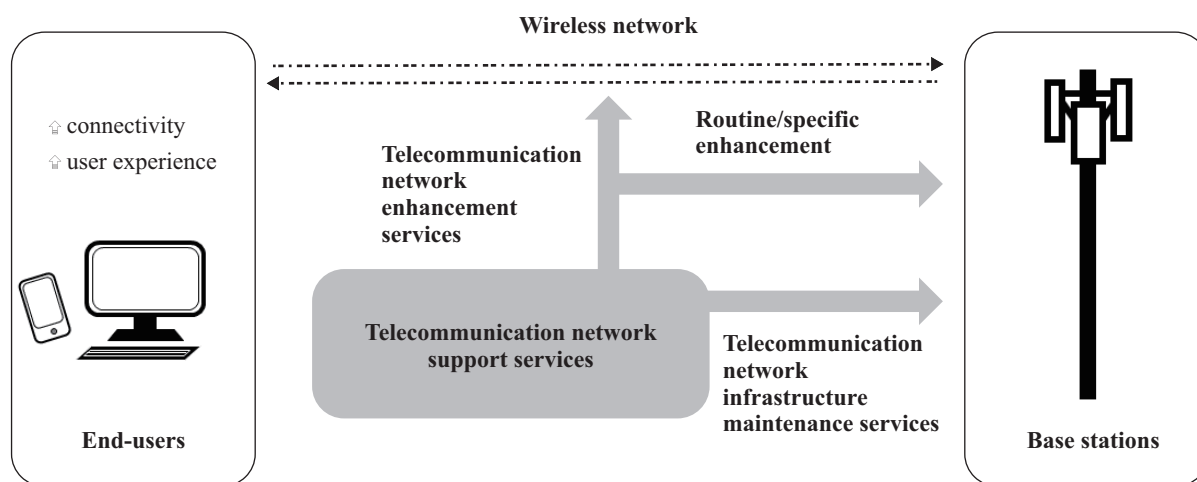 Wireless network
⇧ connectivity
⇧ user experience
End-users
Telecommunication
network
enhancement
services
Routine/specific
enhancement
Telecommunication network
support services
Telecommunication
network
infrastructure
maintenance services
Base stations